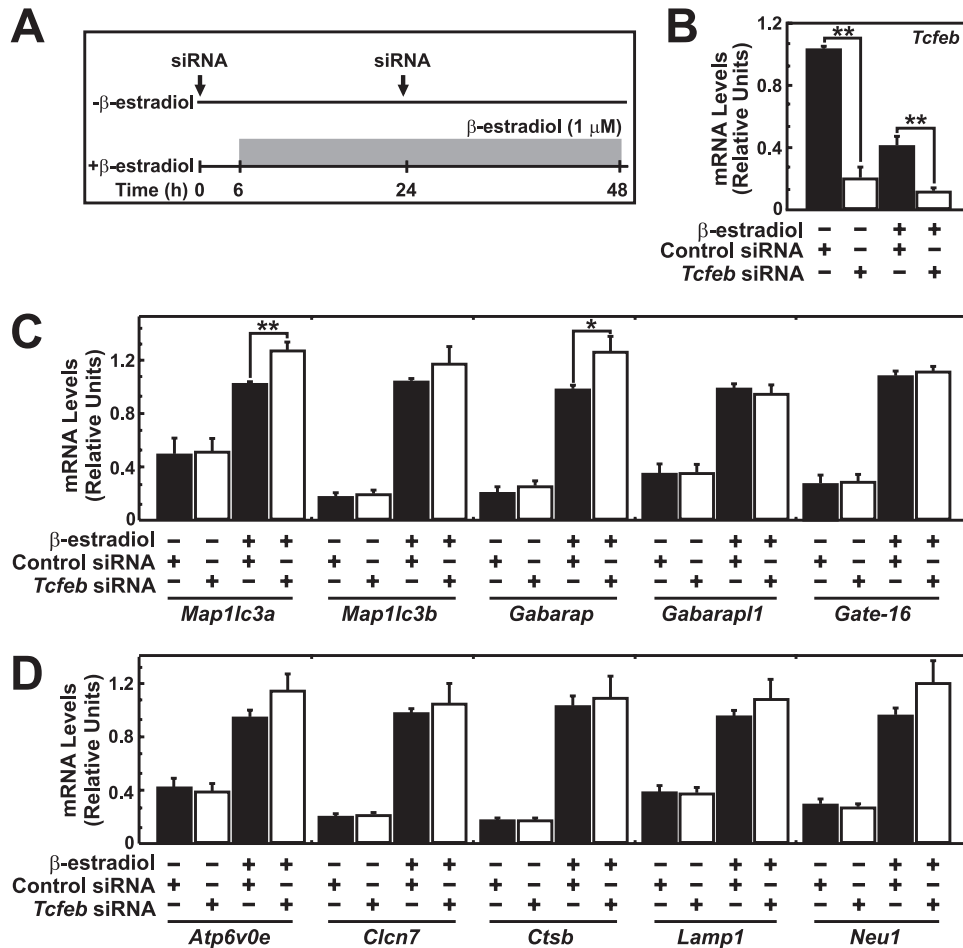 A
siRNA siRNA
-β-estradiol
β-estradiol (1 μM)
+β-estradiol
Time (h) 0 6 24 48
B
Tcfeb
mRNA Levels
(Relative Units)
1.2
0.8
0.4
0
** **
β-estradiol − − + +
Control siRNA + − + −
Tcfeb siRNA − + − +
C
mRNA Levels
(Relative Units)
1.2
0.8
0.4
0
** *
β-estradiol − − + + − − + + − − + + − − + + − − + +
Control siRNA + − + − + − + − + − + − + − + − + − + −
Tcfeb siRNA − + − + − + − + − + − + − + − + − + − +
Map1lc3a Map1lc3b Gabarap Gabarapl1 Gate-16
D
mRNA Levels
(Relative Units)
1.2
0.8
0.4
0
β-estradiol − − + + − − + + − − + + − − + + − − + +
Control siRNA + − + − + − + − + − + − + − + − + − + −
Tcfeb siRNA − + − + − + − + − + − + − + − + − + − +
Atp6v0e Clcn7 Ctsb Lamp1 Neu1